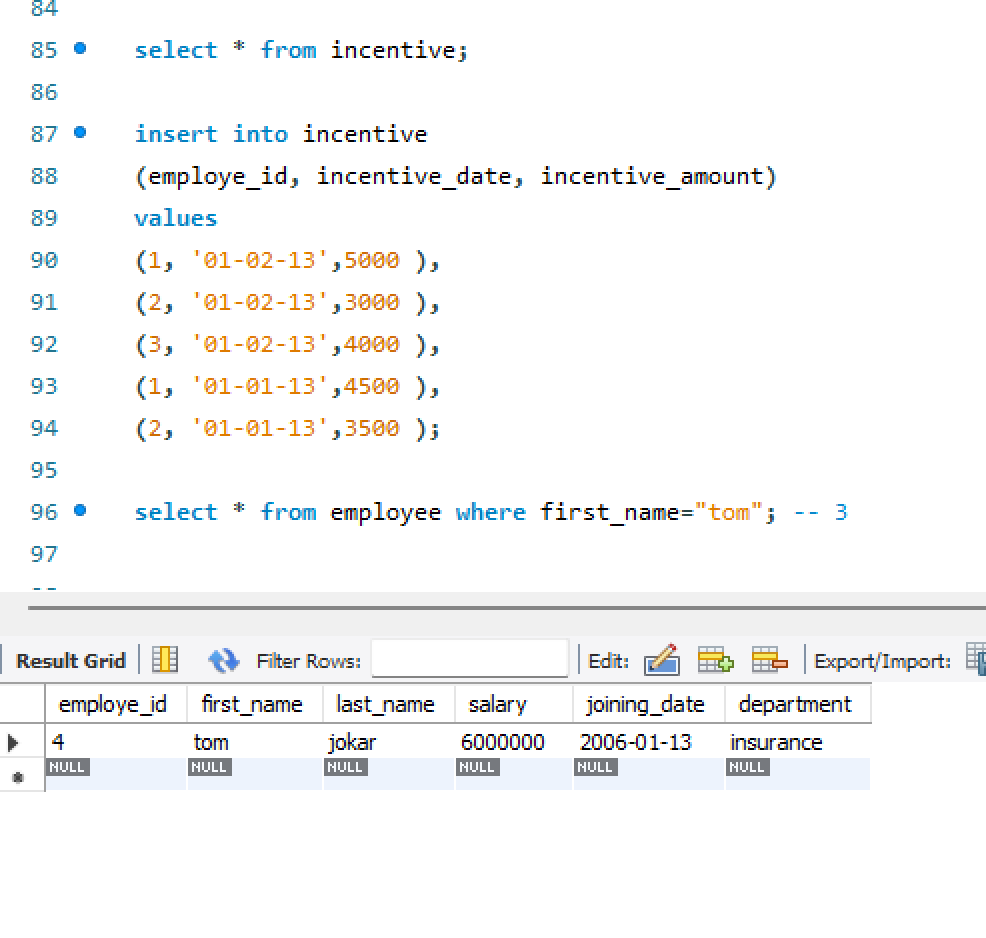 84
85 select * from incentive;
86
87 insert into incentive
88 (employe_id, incentive_date, incentive_amount)
89 values
90 (1, '01-02-13',5000 ),
91 (2, '01-02-13',3000 ),
92 (3, '01-02-13',4000 ),
93 (1, '01-01-13',4500 ),
94 (2, '01-01-13',3500 );
95
96 select * from employee where first_name="tom"; -- 3
97
Result Grid Filter Rows: Edit: Export/Import:
employe_id first_name last_name salary joining_date department
4 tom jokar 6000000 2006-01-13 insurance
NULL NULL NULL NULL NULL NULL